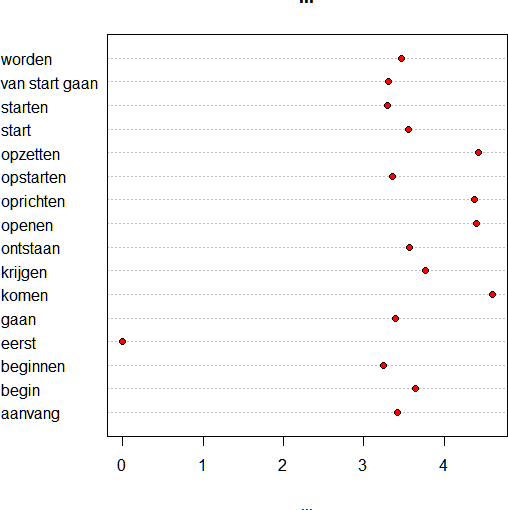 ...
worden
van start gaan
starten
start
opzetten
opstarten
oprichten
openen
ontstaan
krijgen
komen
gaan
eerst
beginnen
begin
aanvang
0 1 2 3 4
...